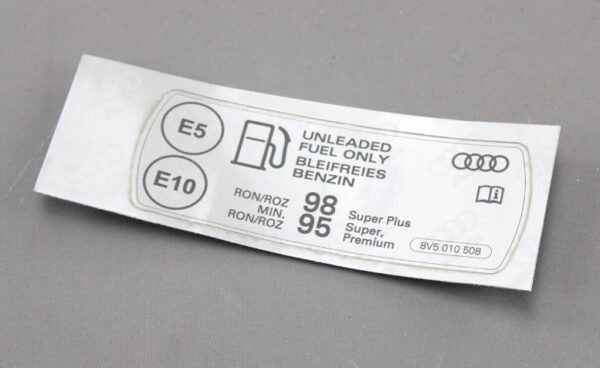 E5
E10
UNLEADED
FUEL ONLY
BLEIFREIES
BENZIN
RON/ROZ 98 Super Plus
MIN.
RON/ROZ 95 Super,
Premium
8V5 010 508